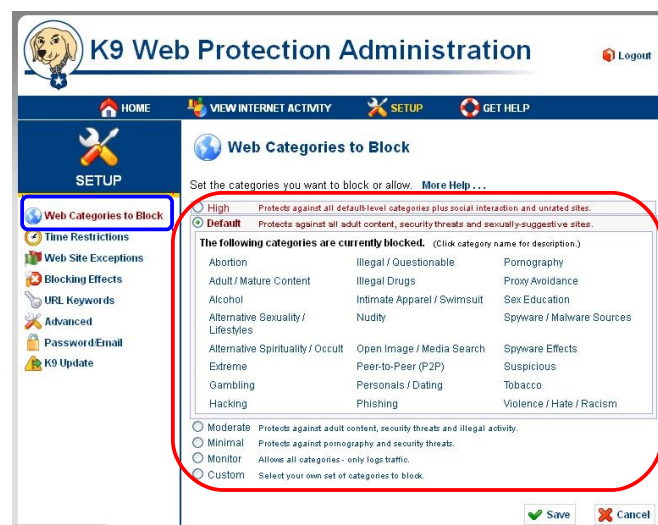 K9 Web Protection Administration
Logout
HOME
VIEW INTERNET ACTIVITY
SETUP
GET HELP
SETUP
Web Categories to Block
Time Restrictions
Web Site Exceptions
Blocking Effects
URL Keywords
Advanced
Password/Email
K9 Update
Web Categories to Block
Set the categories you want to block or allow. More Help . . .
High Protects against all default-level categories plus social interaction and unrated sites.
Default Protects against all adult content, security threats and sexually-suggestive sites.
The following categories are currently blocked. (Click category name for description.)
Abortion Illegal / Questionable Pornography
Adult / Mature Content Illegal Drugs Proxy Avoidance
Alcohol Intimate Apparel / Swimsuit Sex Education
Alternative Sexuality / Nudity Spyware / Malware Sources
Lifestyles
Alternative Spirituality / Occult Open Image / Media Search Spyware Effects
Extreme Peer-to-Peer (P2P) Suspicious
Gambling Personals / Dating Tobacco
Hacking Phishing Violence / Hate / Racism
Moderate Protects against adult content, security threats and illegal activity.
Minimal Protects against pornography and security threats.
Monitor Allows all categories - only logs traffic.
Custom Select your own set of categories to block.
Save
Cancel